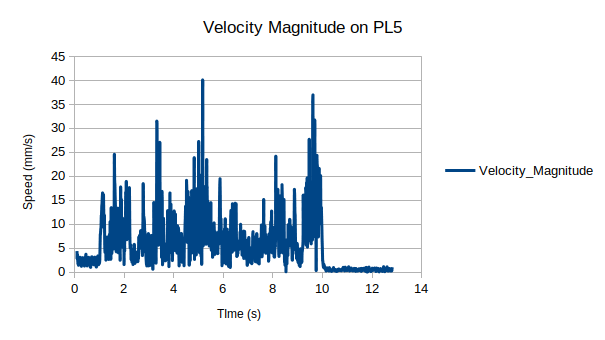 Velocity Magnitude on PL5
45
40
35
30
25
20
15
10
5
0
Speed (mm/s)
0 2 4 6 8 10 12 14
TIme (s)
Velocity_Magnitude